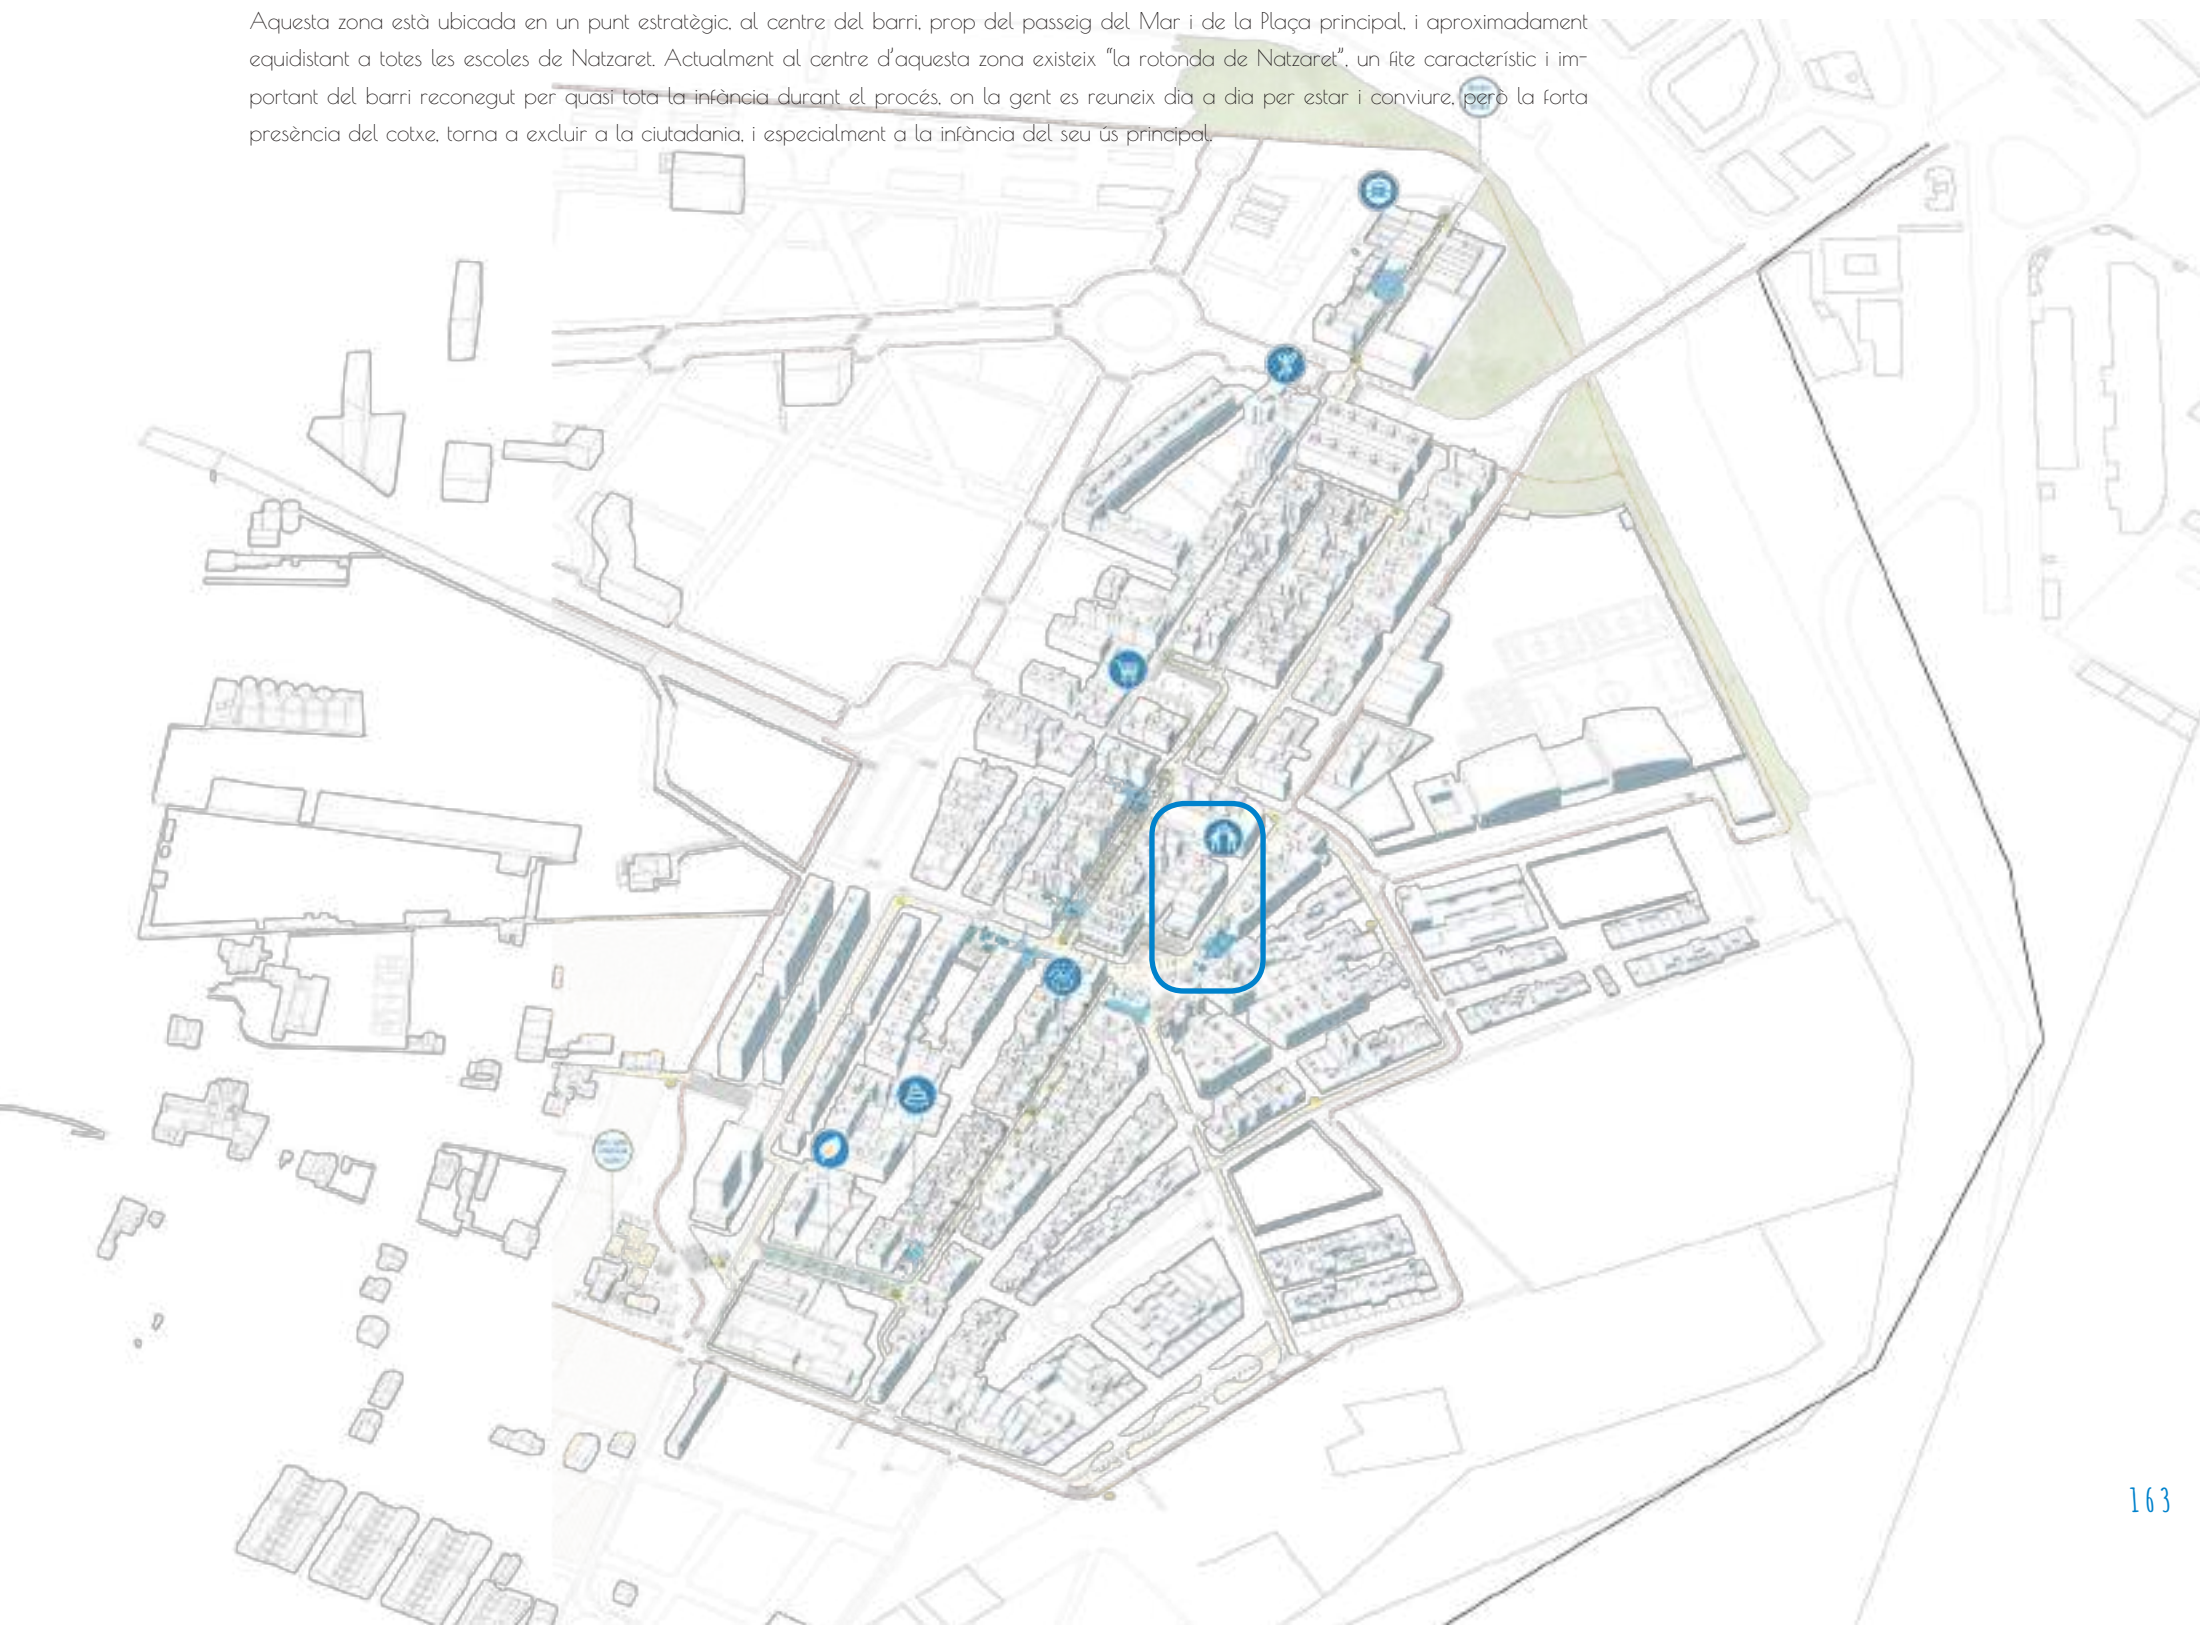 Aquesta zona està ubicada en un punt estratègic, al centre del barri, prop del passeig del Mar i de la Plaça principal, i aproximadament
equidistant a totes les escoles de Natzaret. Actualment al centre d'aquesta zona existeix "la rotonda de Natzaret", un fite característic i im-
portant del barri reconegut per quasi tota la infància durant el procés, on la gent es reuneix dia a dia per estar i conviure, però la forta
presència del cotxe, torna a excluir a la ciutadania, i especialment a la infància del seu ús principal.
163